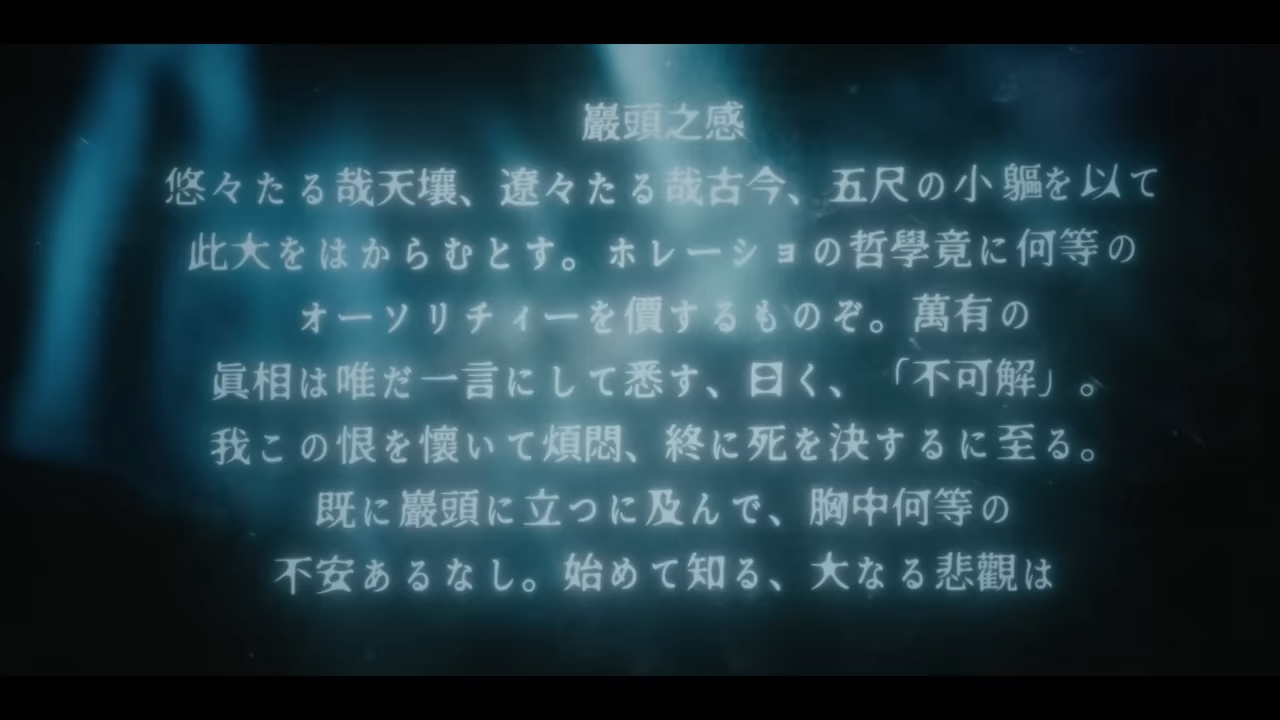 巖頭之感
悠々たる哉天壤、遼々たる哉古今、五尺の小軀を以て
此大をはからむとす。ホレーショの哲學竟に何等の
オーソリチィーを價するものぞ。萬有の
眞相は唯だ一言にして悉す、曰く、「不可解」。
我この恨を懷いて煩悶、終に死を決するに至る。
既に巖頭に立つに及んで、胸中何等の
不安あるなし。始めて知る、大なる悲觀は